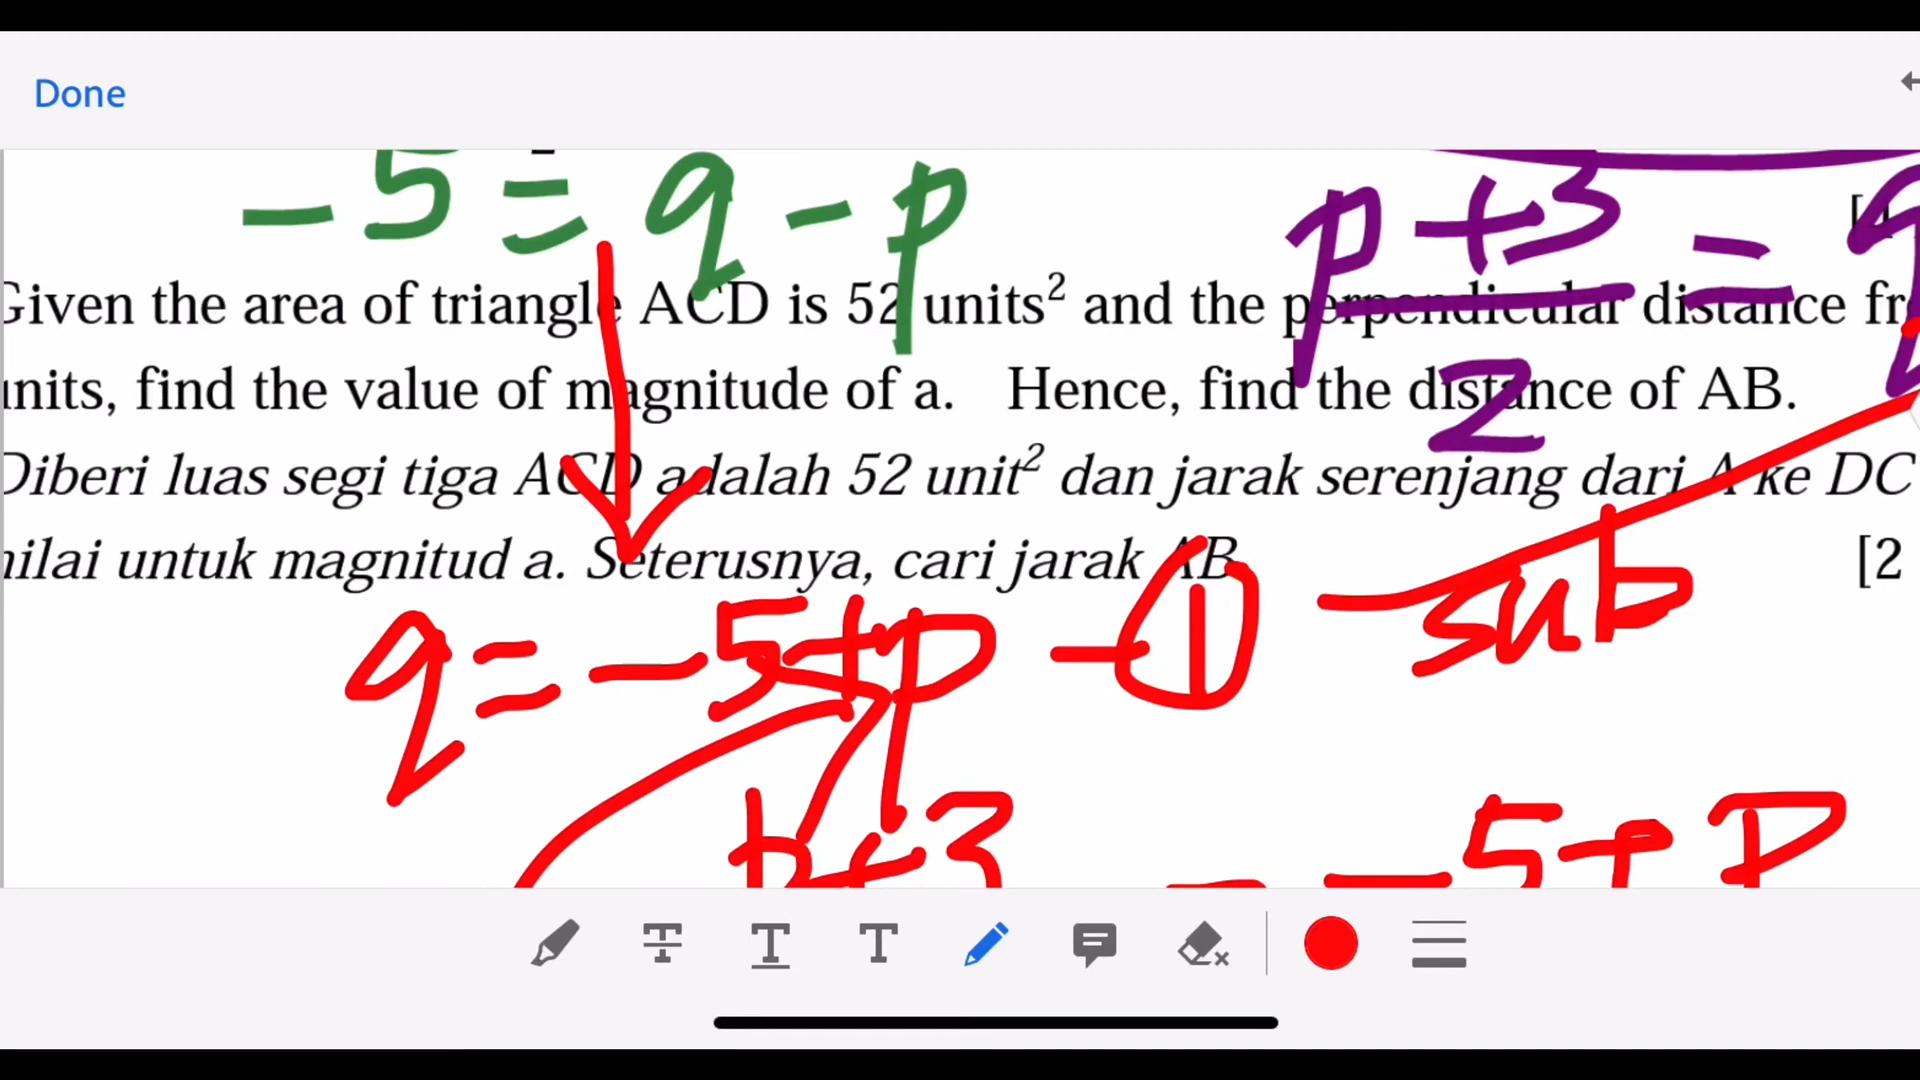 Done
-5 = q - p
p+3 = q
2
Given the area of triangle ACD is 52 units² and the perpendicular distance
units, find the value of magnitude of a. Hence, find the distance of AB.
Diberi luas segi tiga ACD adalah 52 unit² dan jarak serenjang dari A ke DC
nilai untuk magnitud a. Seterusnya, cari jarak AB [2
q = -5+p - ① sub
p+3 = -5+p